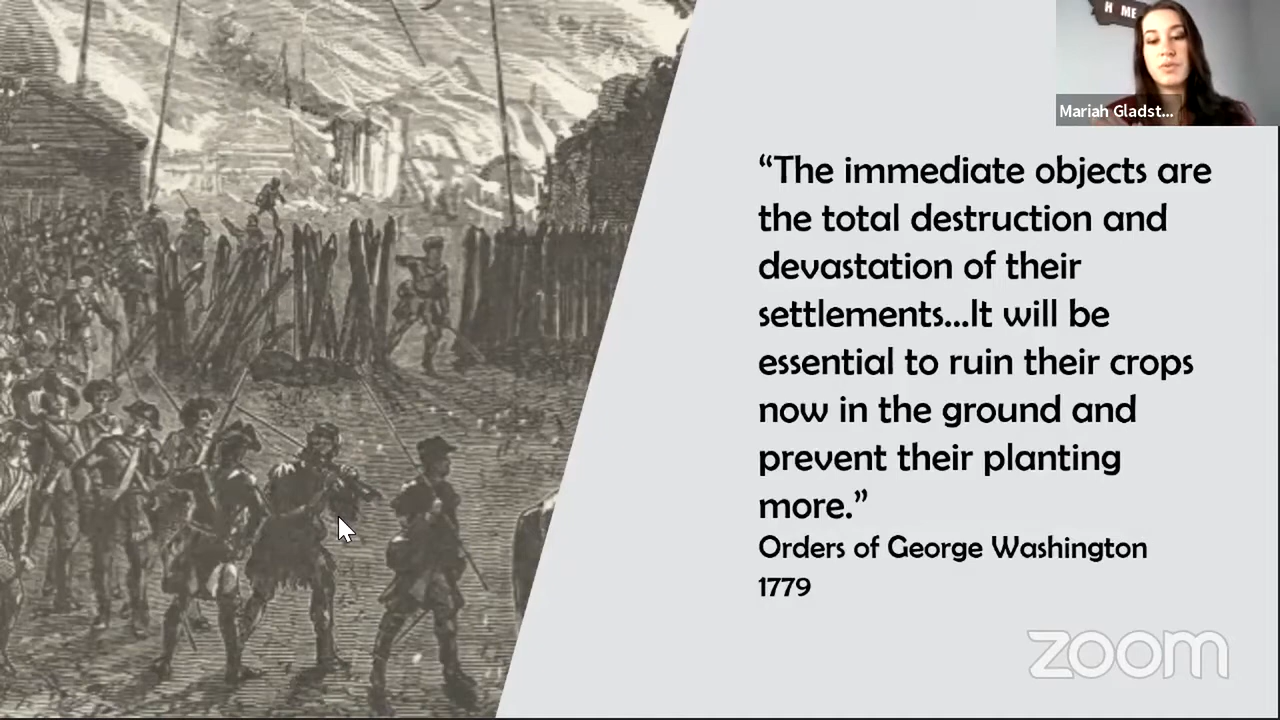 H ME
Mariah Gladst...
“The immediate objects are
the total destruction and
devastation of their
settlements...It will be
essential to ruin their crops
now in the ground and
prevent their planting
more.”
Orders of George Washington
1779
zoom